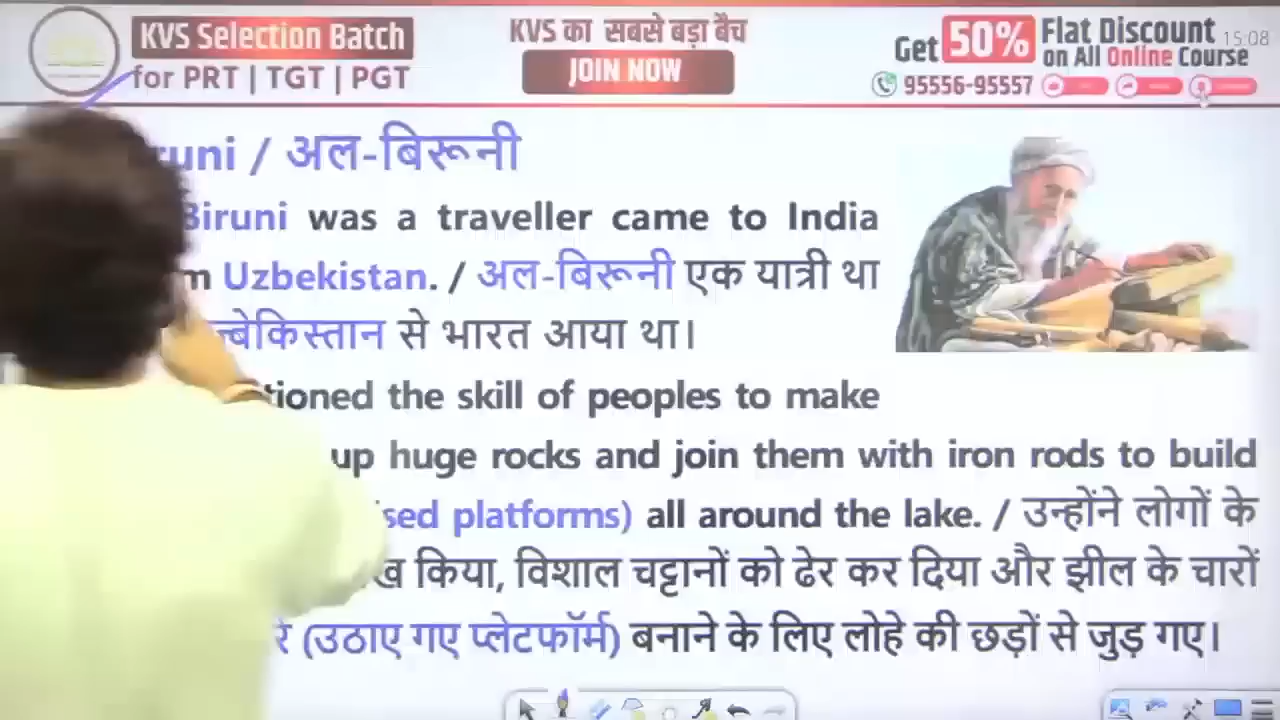 KVS Selection Batch
for PRT | TGT | PGT
KVS का सबसे बड़ा बैच
JOIN NOW
Get 50% Flat Discount
on All Online Course
15:08
95556-95557
/ अल-बिरूनी
Biruni was a traveller came to India
Uzbekistan. / अल-बिरूनी एक यात्री था
से भारत आया था।
the skill of peoples to make
up huge rocks and join them with iron rods to build
platforms) all around the lake. / उन्होंने लोगों के
किया, विशाल चट्टानों को ढेर कर दिया और झील के चारों
(उठाए गए प्लेटफॉर्म) बनाने के लिए लोहे की छड़ों से जुड़ गए।